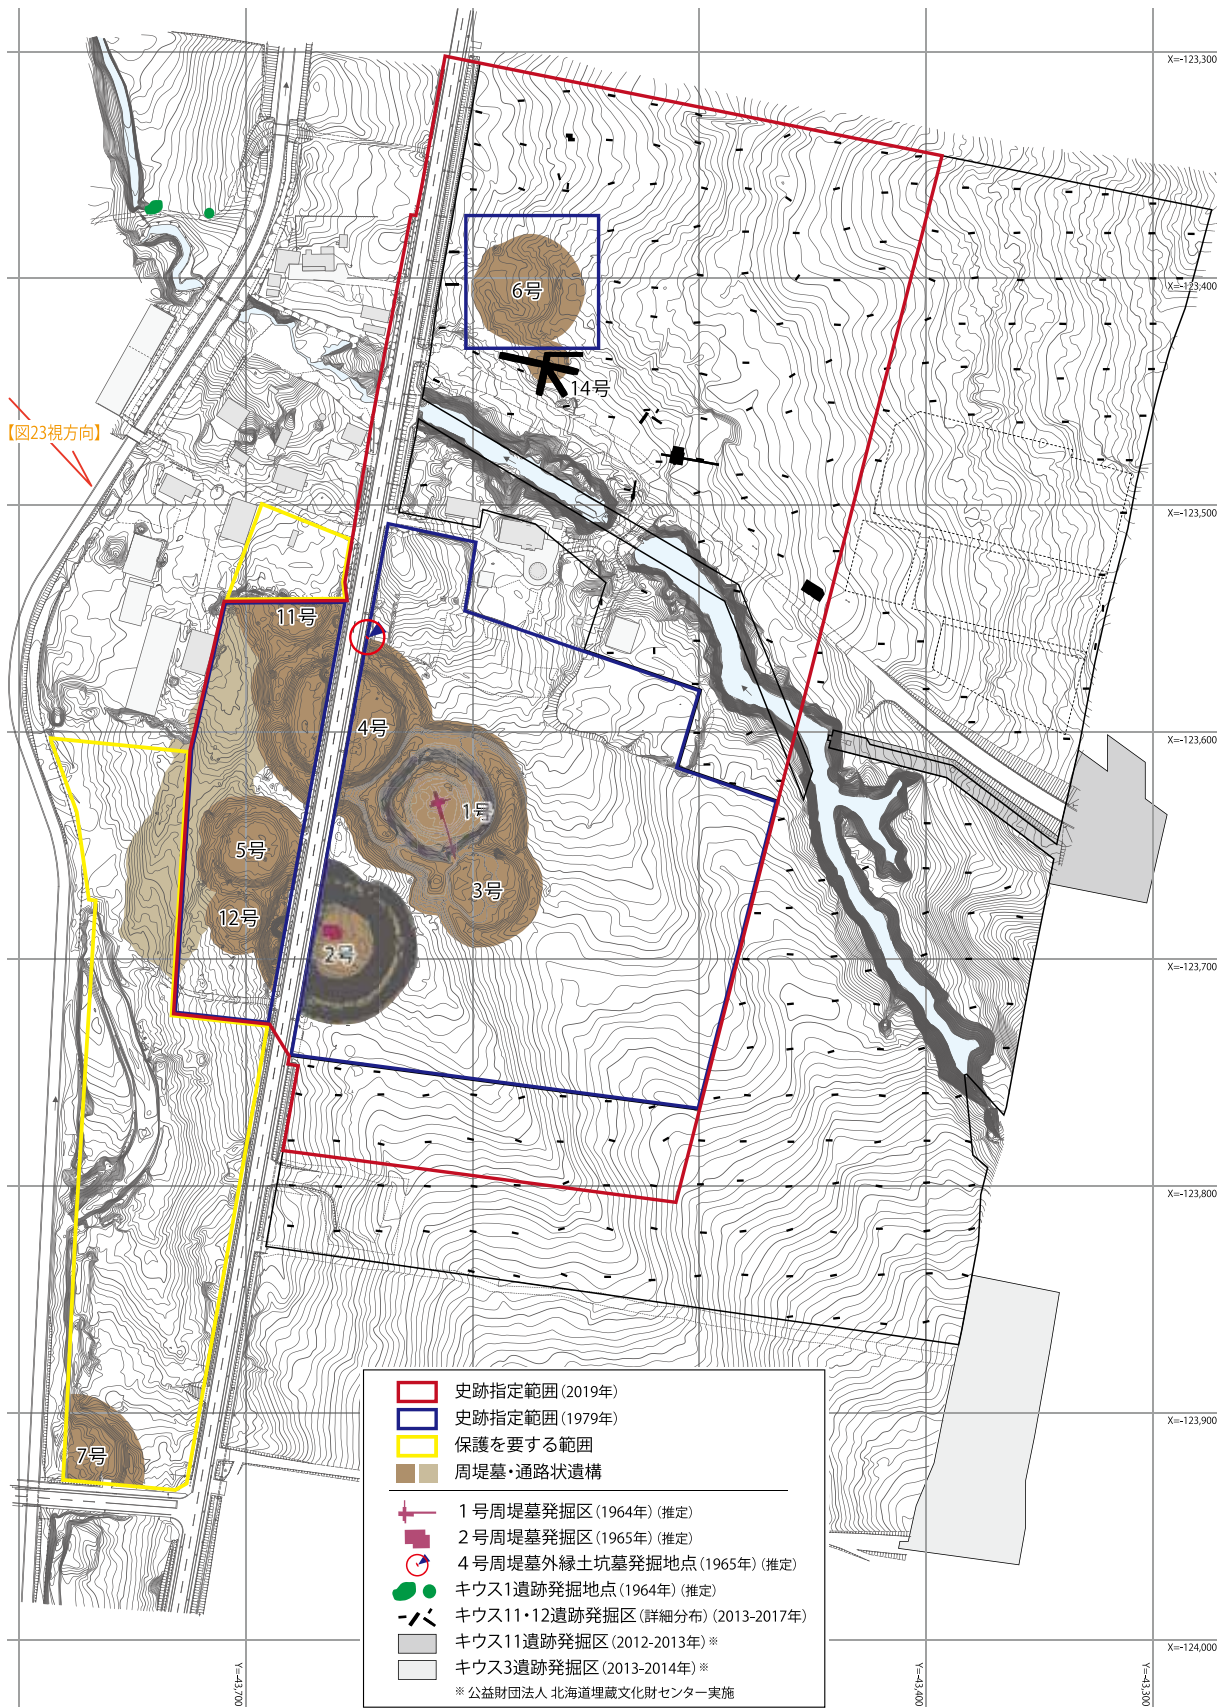 X=-123,300
6号
X=-123,400
14号
【図23視方向】
X=-123,500
11号
4号
X=-123,600
1号
5号
3号
12号
2号
X=-123,700
X=-123,800
7号
X=-123,900
史跡指定範囲(2019年)
史跡指定範囲(1979年)
保護を要する範囲
周堤墓・通路状遺構
1号周堤墓発掘区(1964年)(推定)
2号周堤墓発掘区(1965年)(推定)
4号周堤墓外縁土坑墓発掘地点(1965年)(推定)
キウス1遺跡発掘地点(1964年)(推定)
キウス11・12遺跡発掘区(詳細分布)(2013-2017年)
キウス11遺跡発掘区(2012-2013年)※
キウス3遺跡発掘区(2013-2014年)※
※ 公益財団法人 北海道埋蔵文化財センター実施
X=-124,000
Y=-43,700
Y=-43,400
Y=-43,300